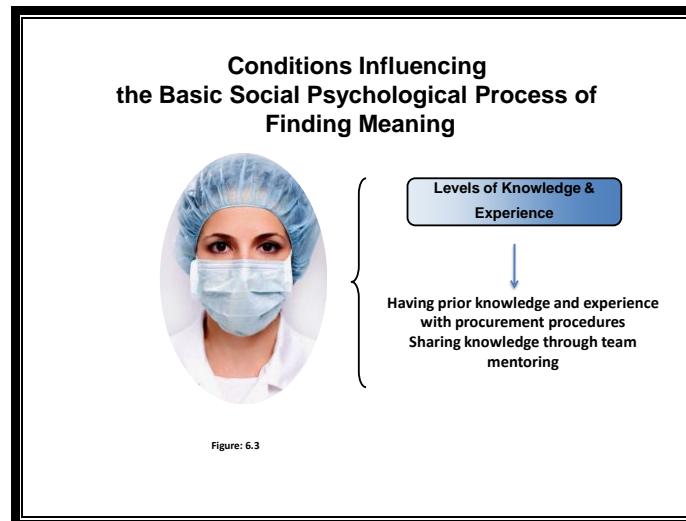 Conditions Influencing
the Basic Social Psychological Process of
Finding Meaning
Levels of Knowledge &
Experience
Having prior knowledge and experience
with procurement procedures
Sharing knowledge through team
mentoring
Figure: 6.3